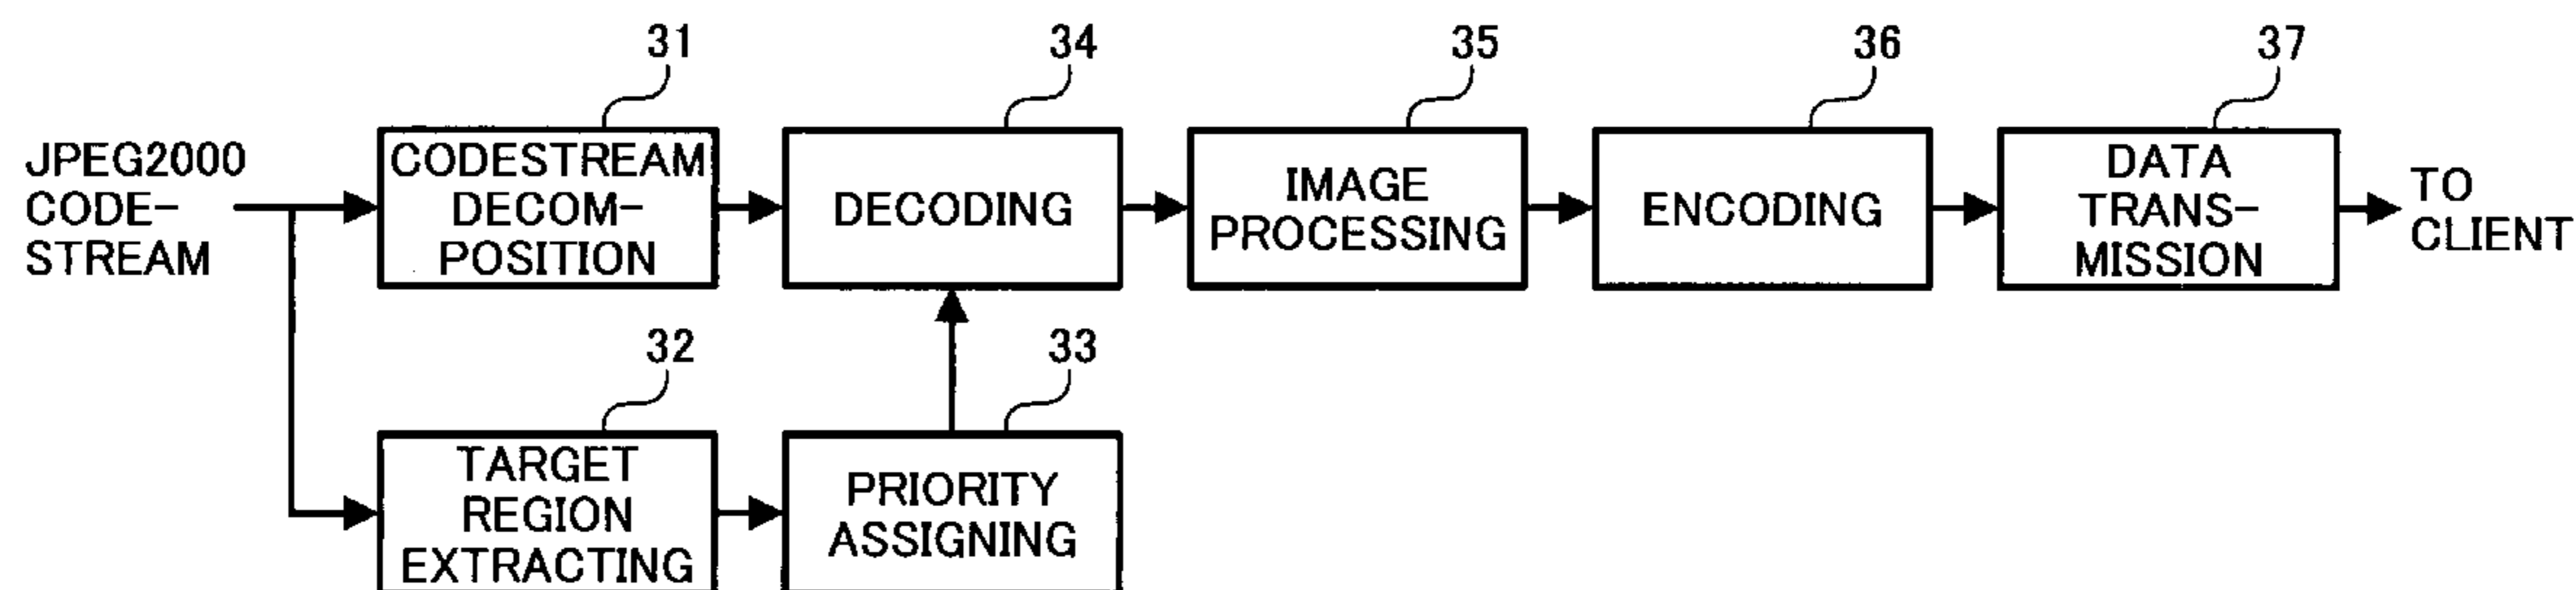 31
34
35
36
37
JPEG2000
CODE-
STREAM
CODESTREAM
DECOM-
POSITION
DECODING
IMAGE
PROCESSING
ENCODING
DATA
TRANS-
MISSION
TO
CLIENT
32
33
TARGET
REGION
EXTRACTING
PRIORITY
ASSIGNING